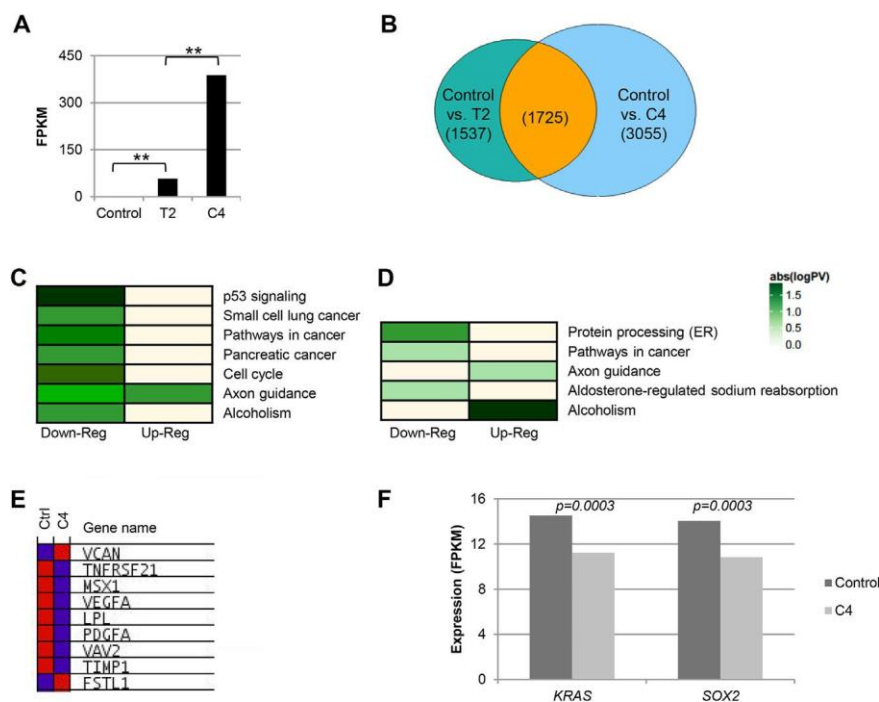 A
450
300
150
0
FPKM
**
**
Control
T2
C4
B
Control
vs. T2
(1537)
(1725)
Control
vs. C4
(3055)
C
p53 signaling
Small cell lung cancer
Pathways in cancer
Pancreatic cancer
Cell cycle
Axon guidance
Alcoholism
Down-Reg
Up-Reg
D
abs(logPV)
1.5
1.0
0.5
0.0
Protein processing (ER)
Pathways in cancer
Axon guidance
Aldosterone-regulated sodium reabsorption
Alcoholism
Down-Reg
Up-Reg
E
Ctrl
C4
Gene name
VCAN
TNFRSF21
MSX1
VEGFA
LPL
PDGFA
VAV2
TIMP1
FSTL1
F
16
12
8
4
0
Expression (FPKM)
p=0.0003
p=0.0003
KRAS
SOX2
Control
C4